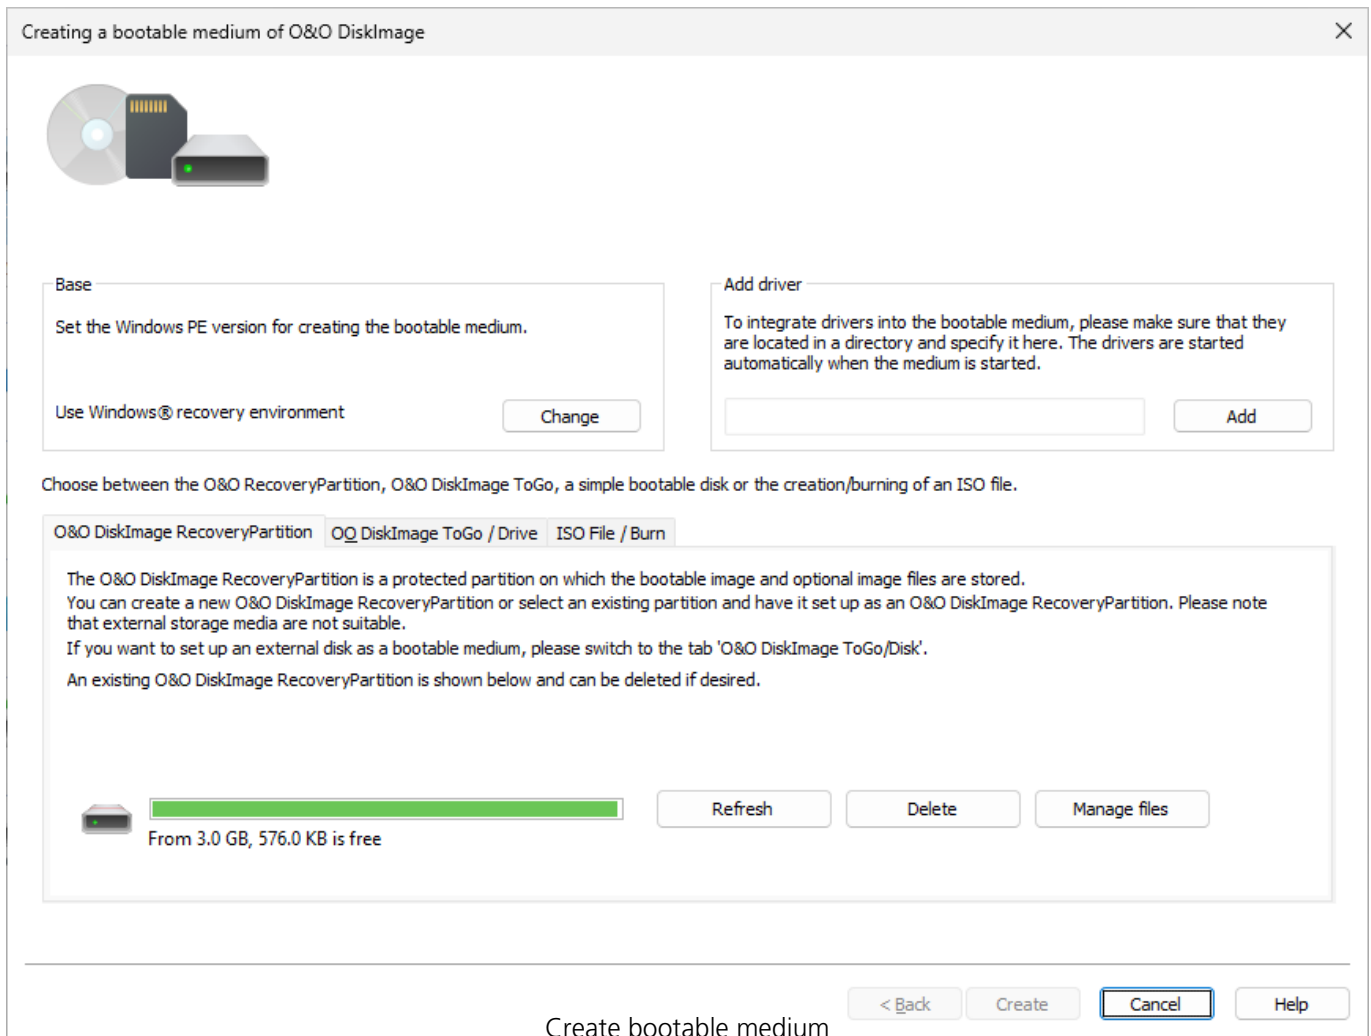 Creating a bootable medium of O&O DiskImage
Base
Set the Windows PE version for creating the bootable medium.
Use Windows® recovery environment
Change
Add driver
To integrate drivers into the bootable medium, please make sure that they
are located in a directory and specify it here. The drivers are started
automatically when the medium is started.
Add
Choose between the O&O RecoveryPartition, O&O DiskImage ToGo, a simple bootable disk or the creation/burning of an ISO file.
O&O DiskImage RecoveryPartition
OO DiskImage ToGo / Drive
ISO File / Burn
The O&O DiskImage RecoveryPartition is a protected partition on which the bootable image and optional image files are stored.
You can create a new O&O DiskImage RecoveryPartition or select an existing partition and have it set up as an O&O DiskImage RecoveryPartition. Please note
that external storage media are not suitable.
If you want to set up an external disk as a bootable medium, please switch to the tab 'O&O DiskImage ToGo/Disk'.
An existing O&O DiskImage RecoveryPartition is shown below and can be deleted if desired.
Refresh
Delete
Manage files
From 3.0 GB, 576.0 KB is free
< Back
Create
Cancel
Help
Create bootable medium